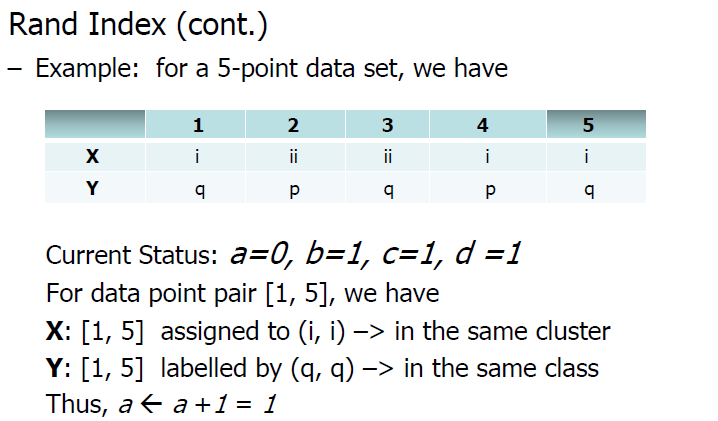 Rand Index (cont.)
– Example: for a 5-point data set, we have
1 2 3 4 5
X i ii ii i i
Y q p q p q
Current Status: a=0, b=1, c=1, d =1
For data point pair [1, 5], we have
X: [1, 5] assigned to (i, i) –> in the same cluster
Y: [1, 5] labelled by (q, q) –> in the same class
Thus, a ← a +1 = 1